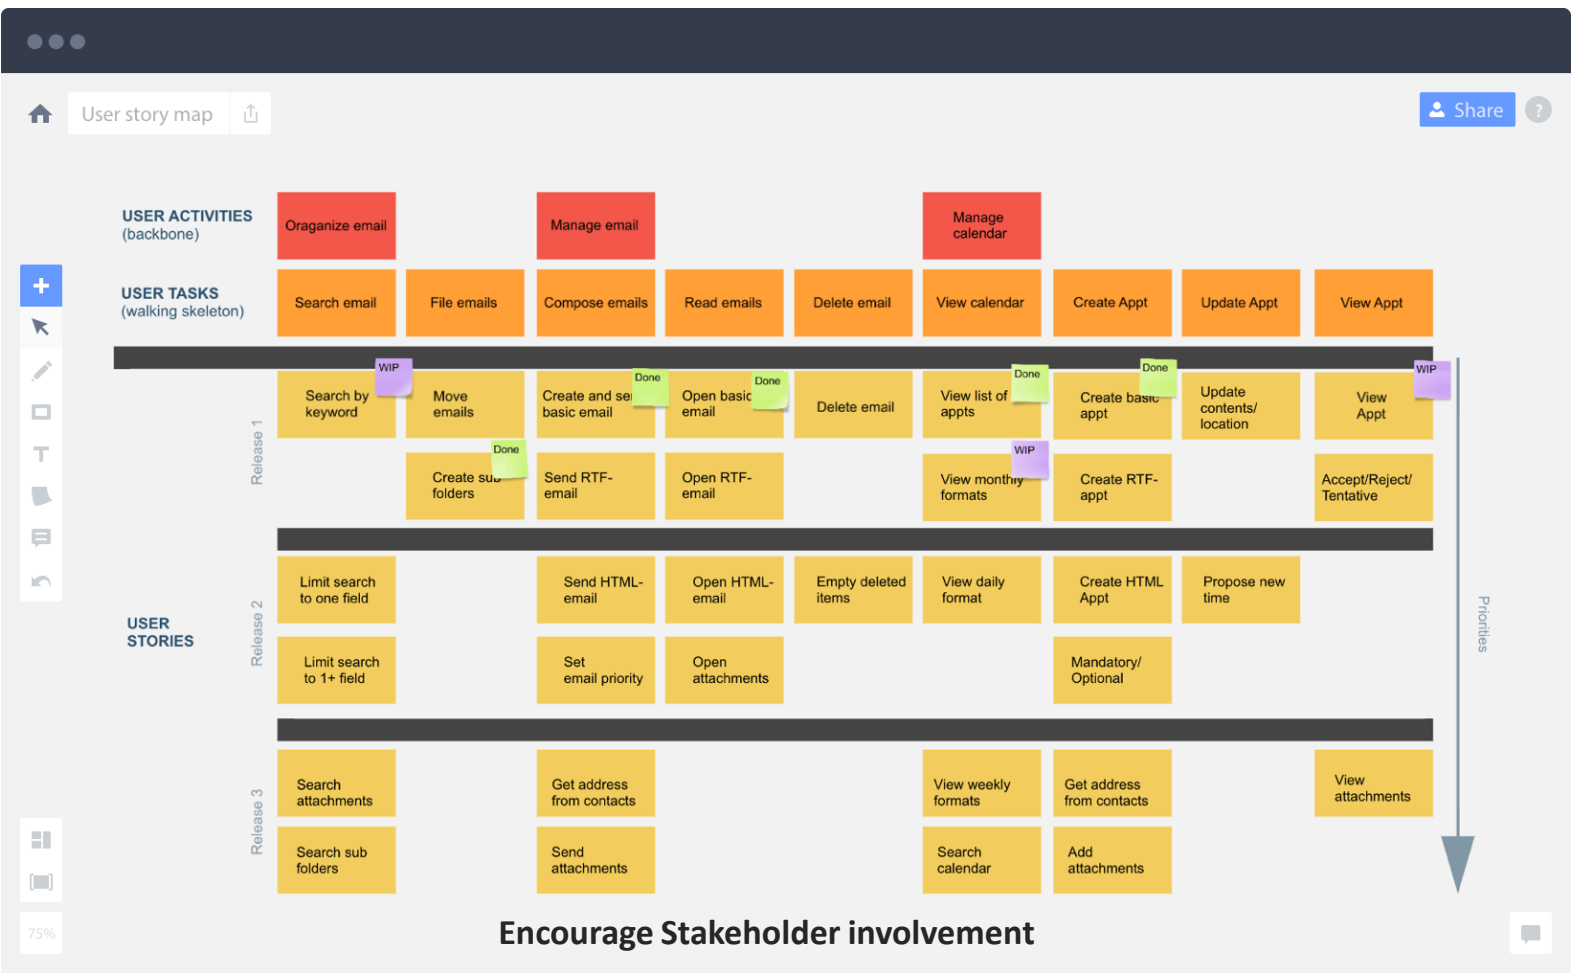 User story map
Share
?
USER ACTIVITIES
(backbone)
Oraganize email
Manage email
Manage
calendar
USER TASKS
(walking skeleton)
Search email
File emails
Compose emails
Read emails
Delete email
View calendar
Create Appt
Update Appt
View Appt
USER
STORIES
Release 1
Search by
keyword
WIP
Move
emails
Create and
basic email
Done
Open basic
email
Done
Delete email
View list of
appts
Done
Create basic
appt
Done
Update
contents/
location
View
Appt
WIP
Create sub
folders
Done
Send RTF-
email
Open RTF-
email
View monthly
formats
WIP
Create RTF-
appt
Accept/Reject/
Tentative
Release 2
Limit search
to one field
Send HTML-
email
Open HTML-
email
Empty deleted
items
View daily
format
Create HTML
Appt
Propose new
time
Limit search
to 1+ field
Set
email priority
Open
attachments
Mandatory/
Optional
Release 3
Search
attachments
Get address
from contacts
View weekly
formats
Get address
from contacts
View
attachments
Search sub
folders
Send
attachments
Search
calendar
Add
attachments
Priorities
75%
Encourage Stakeholder involvement